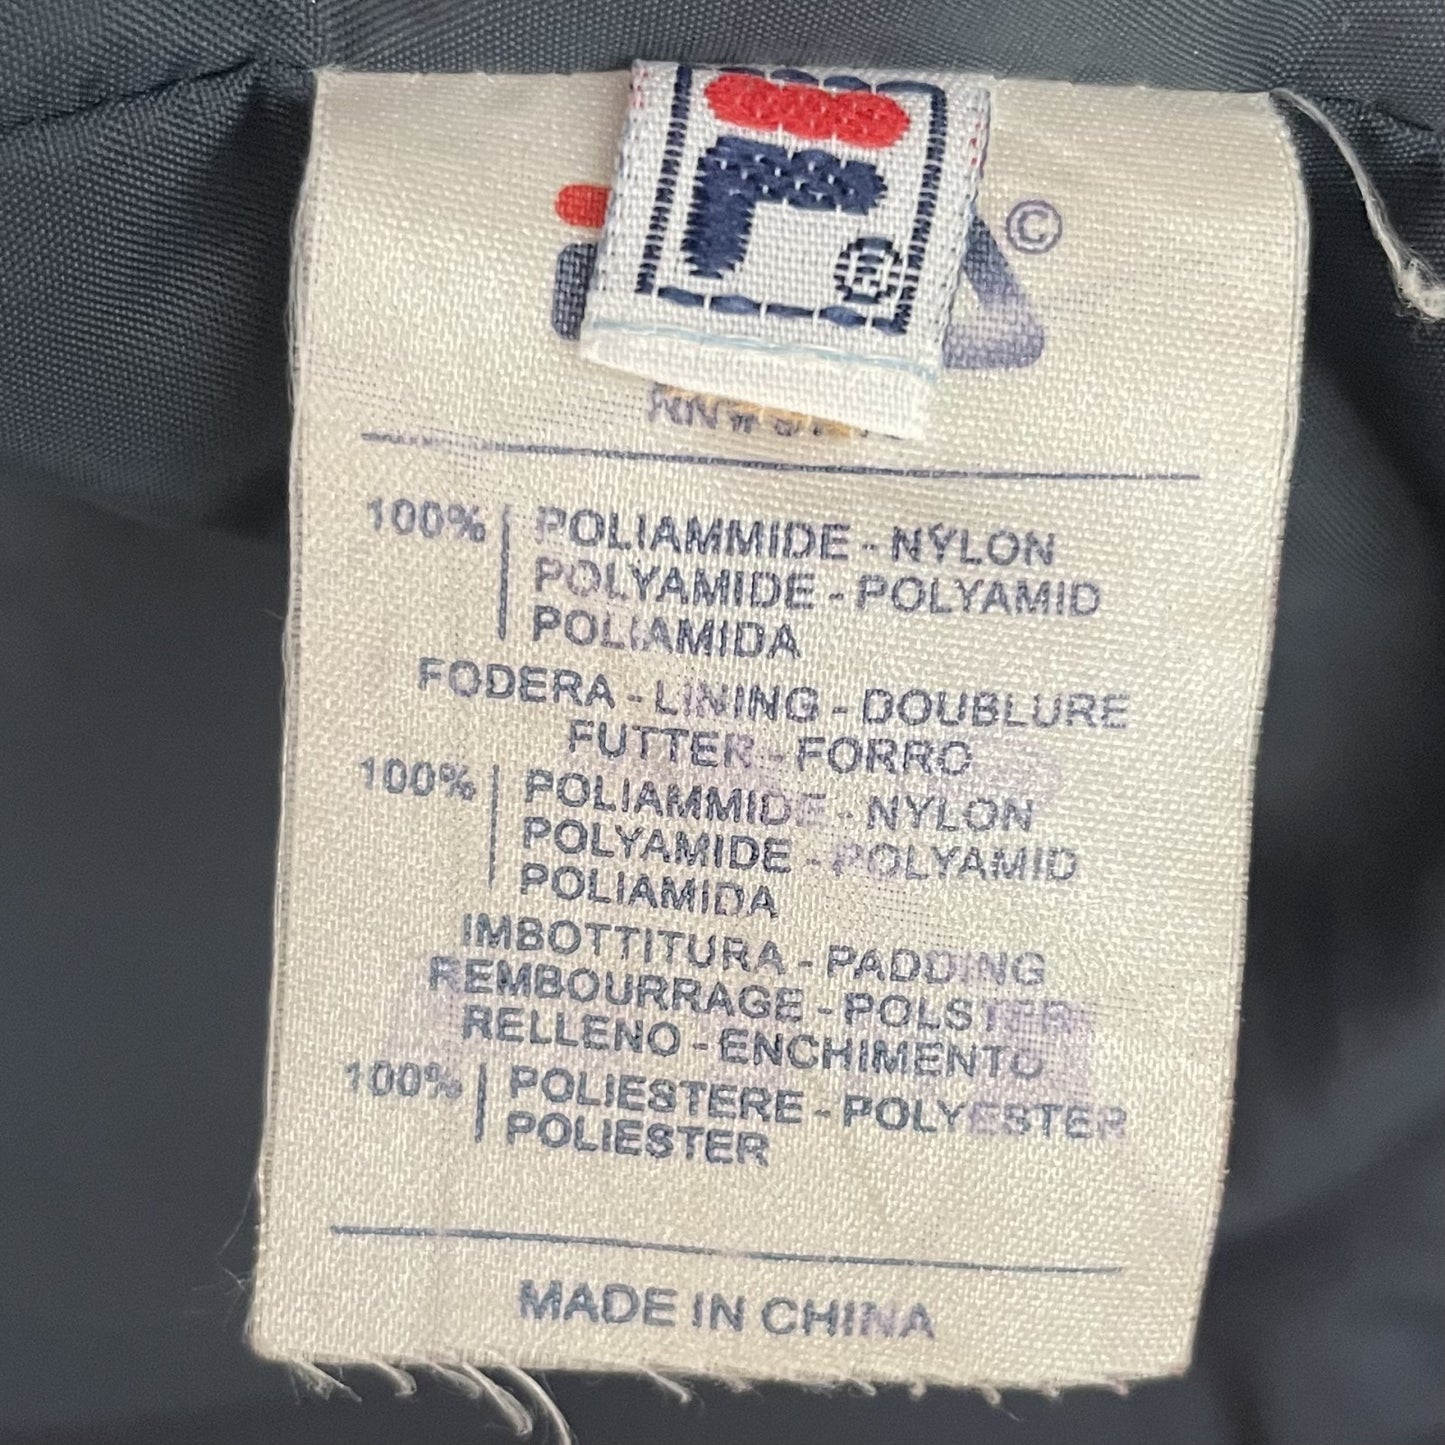 F
®
©
RN#
100% | POLIAMMIDE - NYLON
POLYAMIDE - POLYAMID
POLIAMIDA
FODERA - LINING - DOUBLURE
FUTTER - FORRO
100% | POLIAMMIDE - NYLON
POLYAMIDE - POLYAMID
POLIAMIDA
IMBOTTITURA - PADDING
REMBOURRAGE - POLSTER
RELLENO - ENCHIMENTO
100% | POLIESTERE - POLYESTER
POLIESTER
MADE IN CHINA